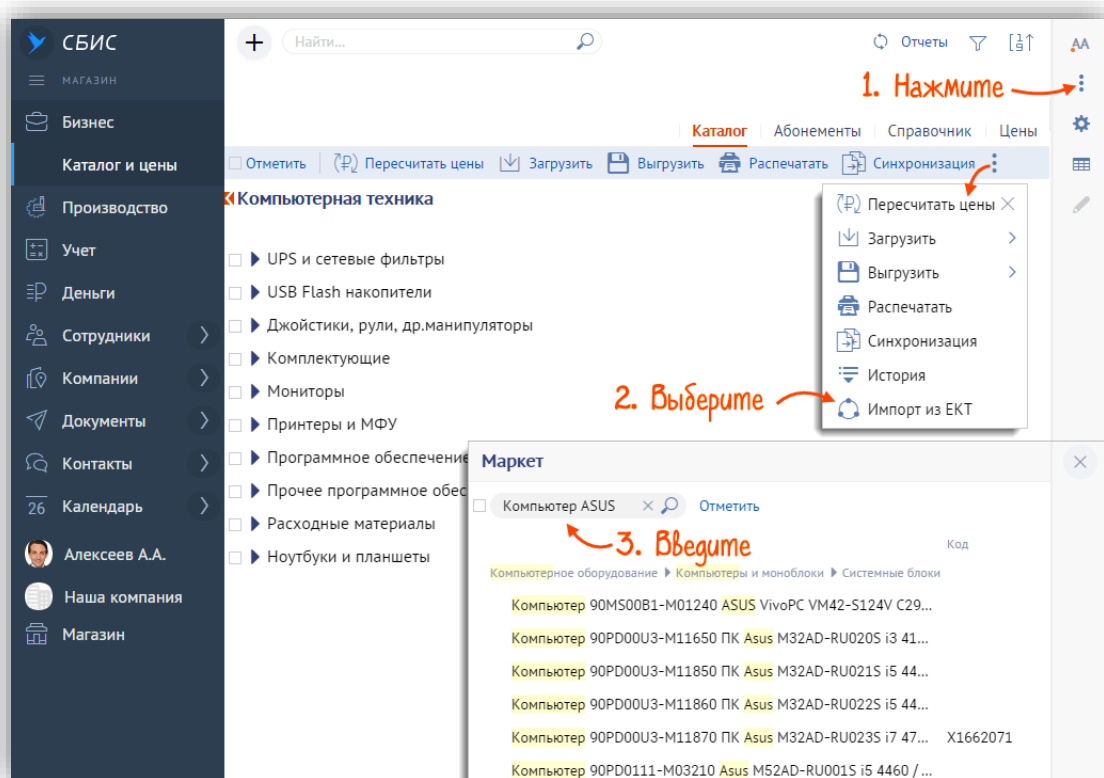 СБИС
Найти...
Отчеты
АА
МАГАЗИН
1. Нажмите
Бизнес
Каталог Абонементы Справочник Цены
Каталог и цены
Отметить Пересчитать цены Загрузить Выгрузить Распечатать Синхронизация
Компьютерная техника
Производство
Учет
Деньги
Сотрудники
Компании
Документы
Контакты
26 Календарь
Алексеев А.А.
Наша компания
Магазин
UPS и сетевые фильтры
USB Flash накопители
Джойстики, рули, др.манипуляторы
Комплектующие
Мониторы
Принтеры и МФУ
Программное обеспечение
Прочее программное обес
Расходные материалы
Ноутбуки и планшеты
Пересчитать цены
Загрузить
Выгрузить
Распечатать
Синхронизация
История
Импорт из ЕКТ
2. Выберите
Маркет
Компьютер ASUS Отметить
3. Введите
Код
Компьютерное оборудование Компьютеры и моноблоки Системные блоки
Компьютер 90MS00B1-M01240 ASUS VivoPC VM42-S124V C29...
Компьютер 90PD00U3-M11650 ПК Asus M32AD-RU020S i3 41...
Компьютер 90PD00U3-M11850 ПК Asus M32AD-RU021S i5 44...
Компьютер 90PD00U3-M11860 ПК Asus M32AD-RU022S i5 44...
Компьютер 90PD00U3-M11870 ПК Asus M32AD-RU023S i7 47... X1662071
Компьютер 90PD0111-M03210 Asus M52AD-RU001S i5 4460 / ...